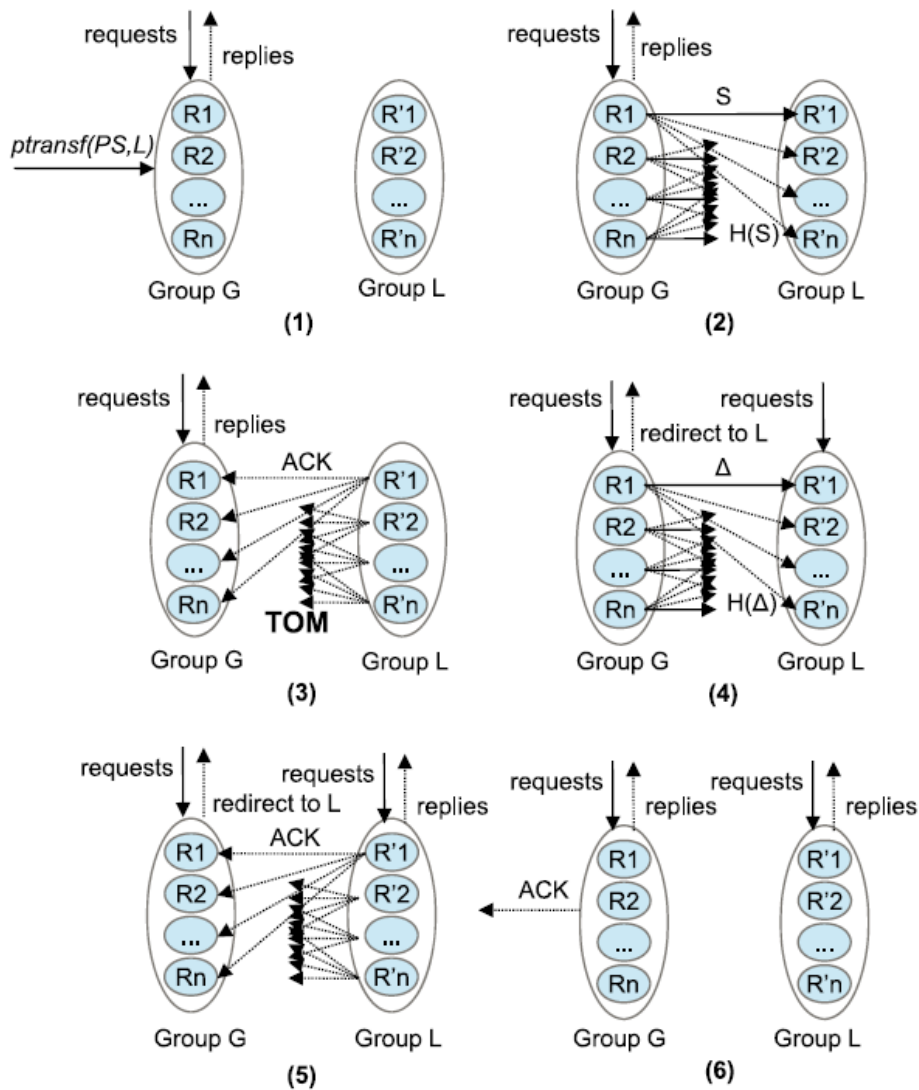 requests
replies
ptransf(PS,L)
R1
R2
...
Rn
R'1
R'2
...
R'n
Group G
Group L
(1)
requests
replies
S
R1
R2
...
Rn
R'1
R'2
...
R'n
H(S)
Group G
Group L
(2)
requests
replies
ACK
R1
R2
...
Rn
R'1
R'2
...
R'n
TOM
Group G
Group L
(3)
requests
redirect to L
requests
Δ
R1
R2
...
Rn
R'1
R'2
...
R'n
H(Δ)
Group G
Group L
(4)
requests
redirect to L
requests
replies
ACK
R1
R2
...
Rn
R'1
R'2
...
R'n
Group G
Group L
(5)
requests
replies
requests
replies
ACK
R1
R2
...
Rn
R'1
R'2
...
R'n
Group G
Group L
(6)